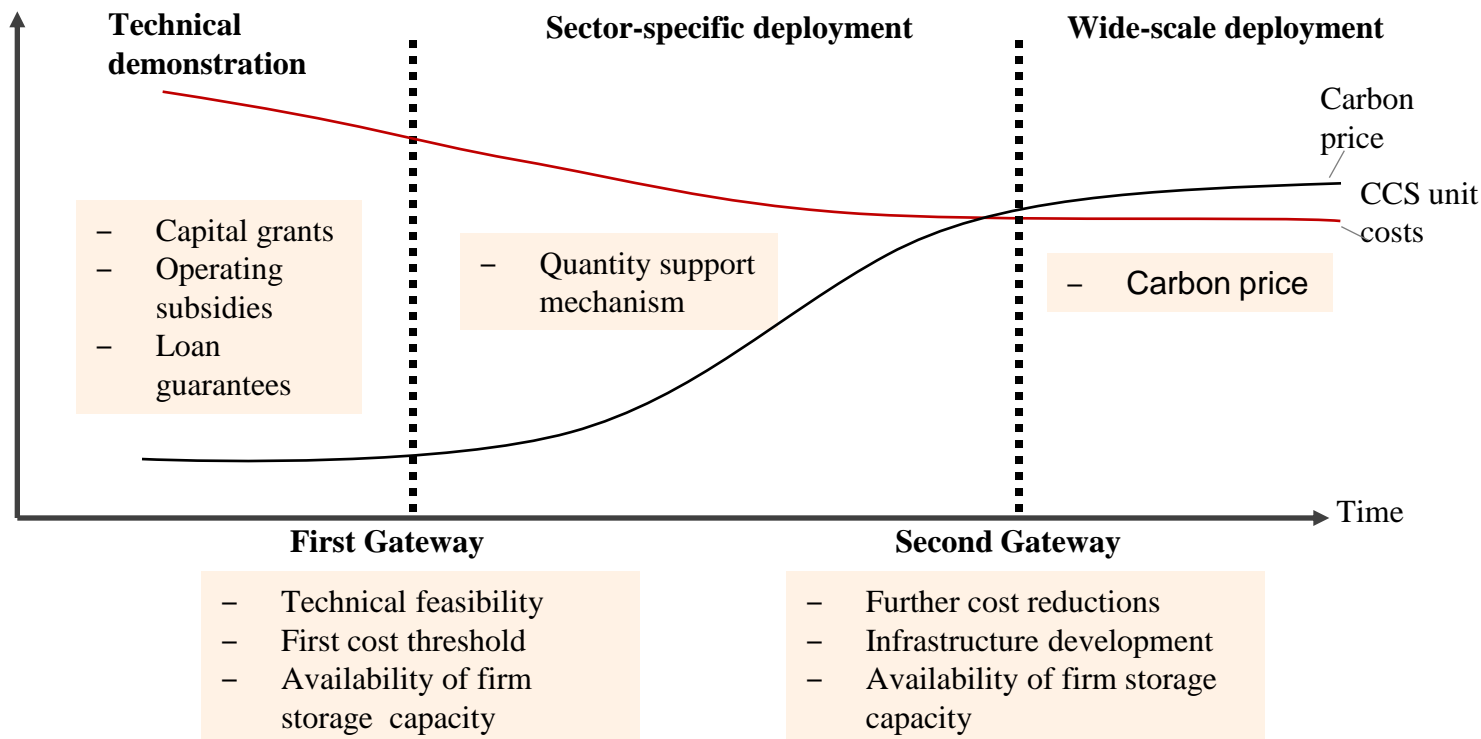 Technical
demonstration
Sector-specific deployment
Wide-scale deployment
Carbon
price
CCS unit
costs
– Capital grants
– Operating
subsidies
– Loan
guarantees
– Quantity support
mechanism
– Carbon price
Time
First Gateway
– Technical feasibility
– First cost threshold
– Availability of firm
storage capacity
Second Gateway
– Further cost reductions
– Infrastructure development
– Availability of firm storage
capacity